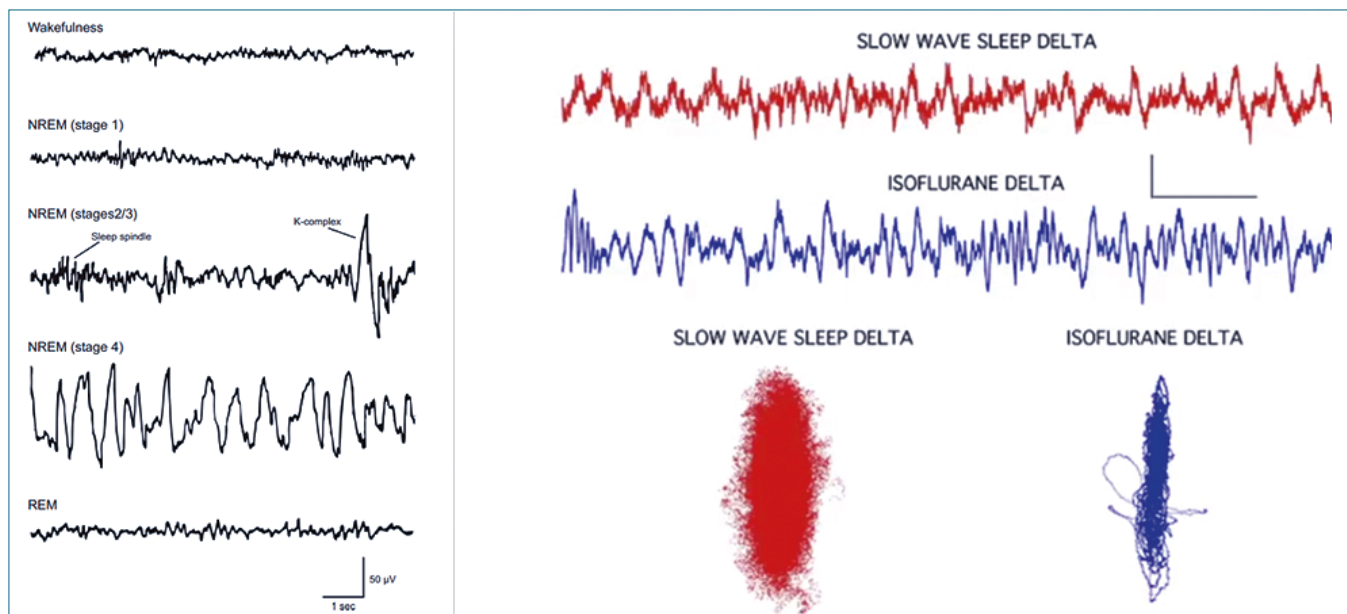 Wakefulness
NREM (stage 1)
NREM (stages2/3)
Sleep spindle
K-complex
NREM (stage 4)
REM
50 µV
1 sec
SLOW WAVE SLEEP DELTA
ISOFLURANE DELTA
SLOW WAVE SLEEP DELTA
ISOFLURANE DELTA